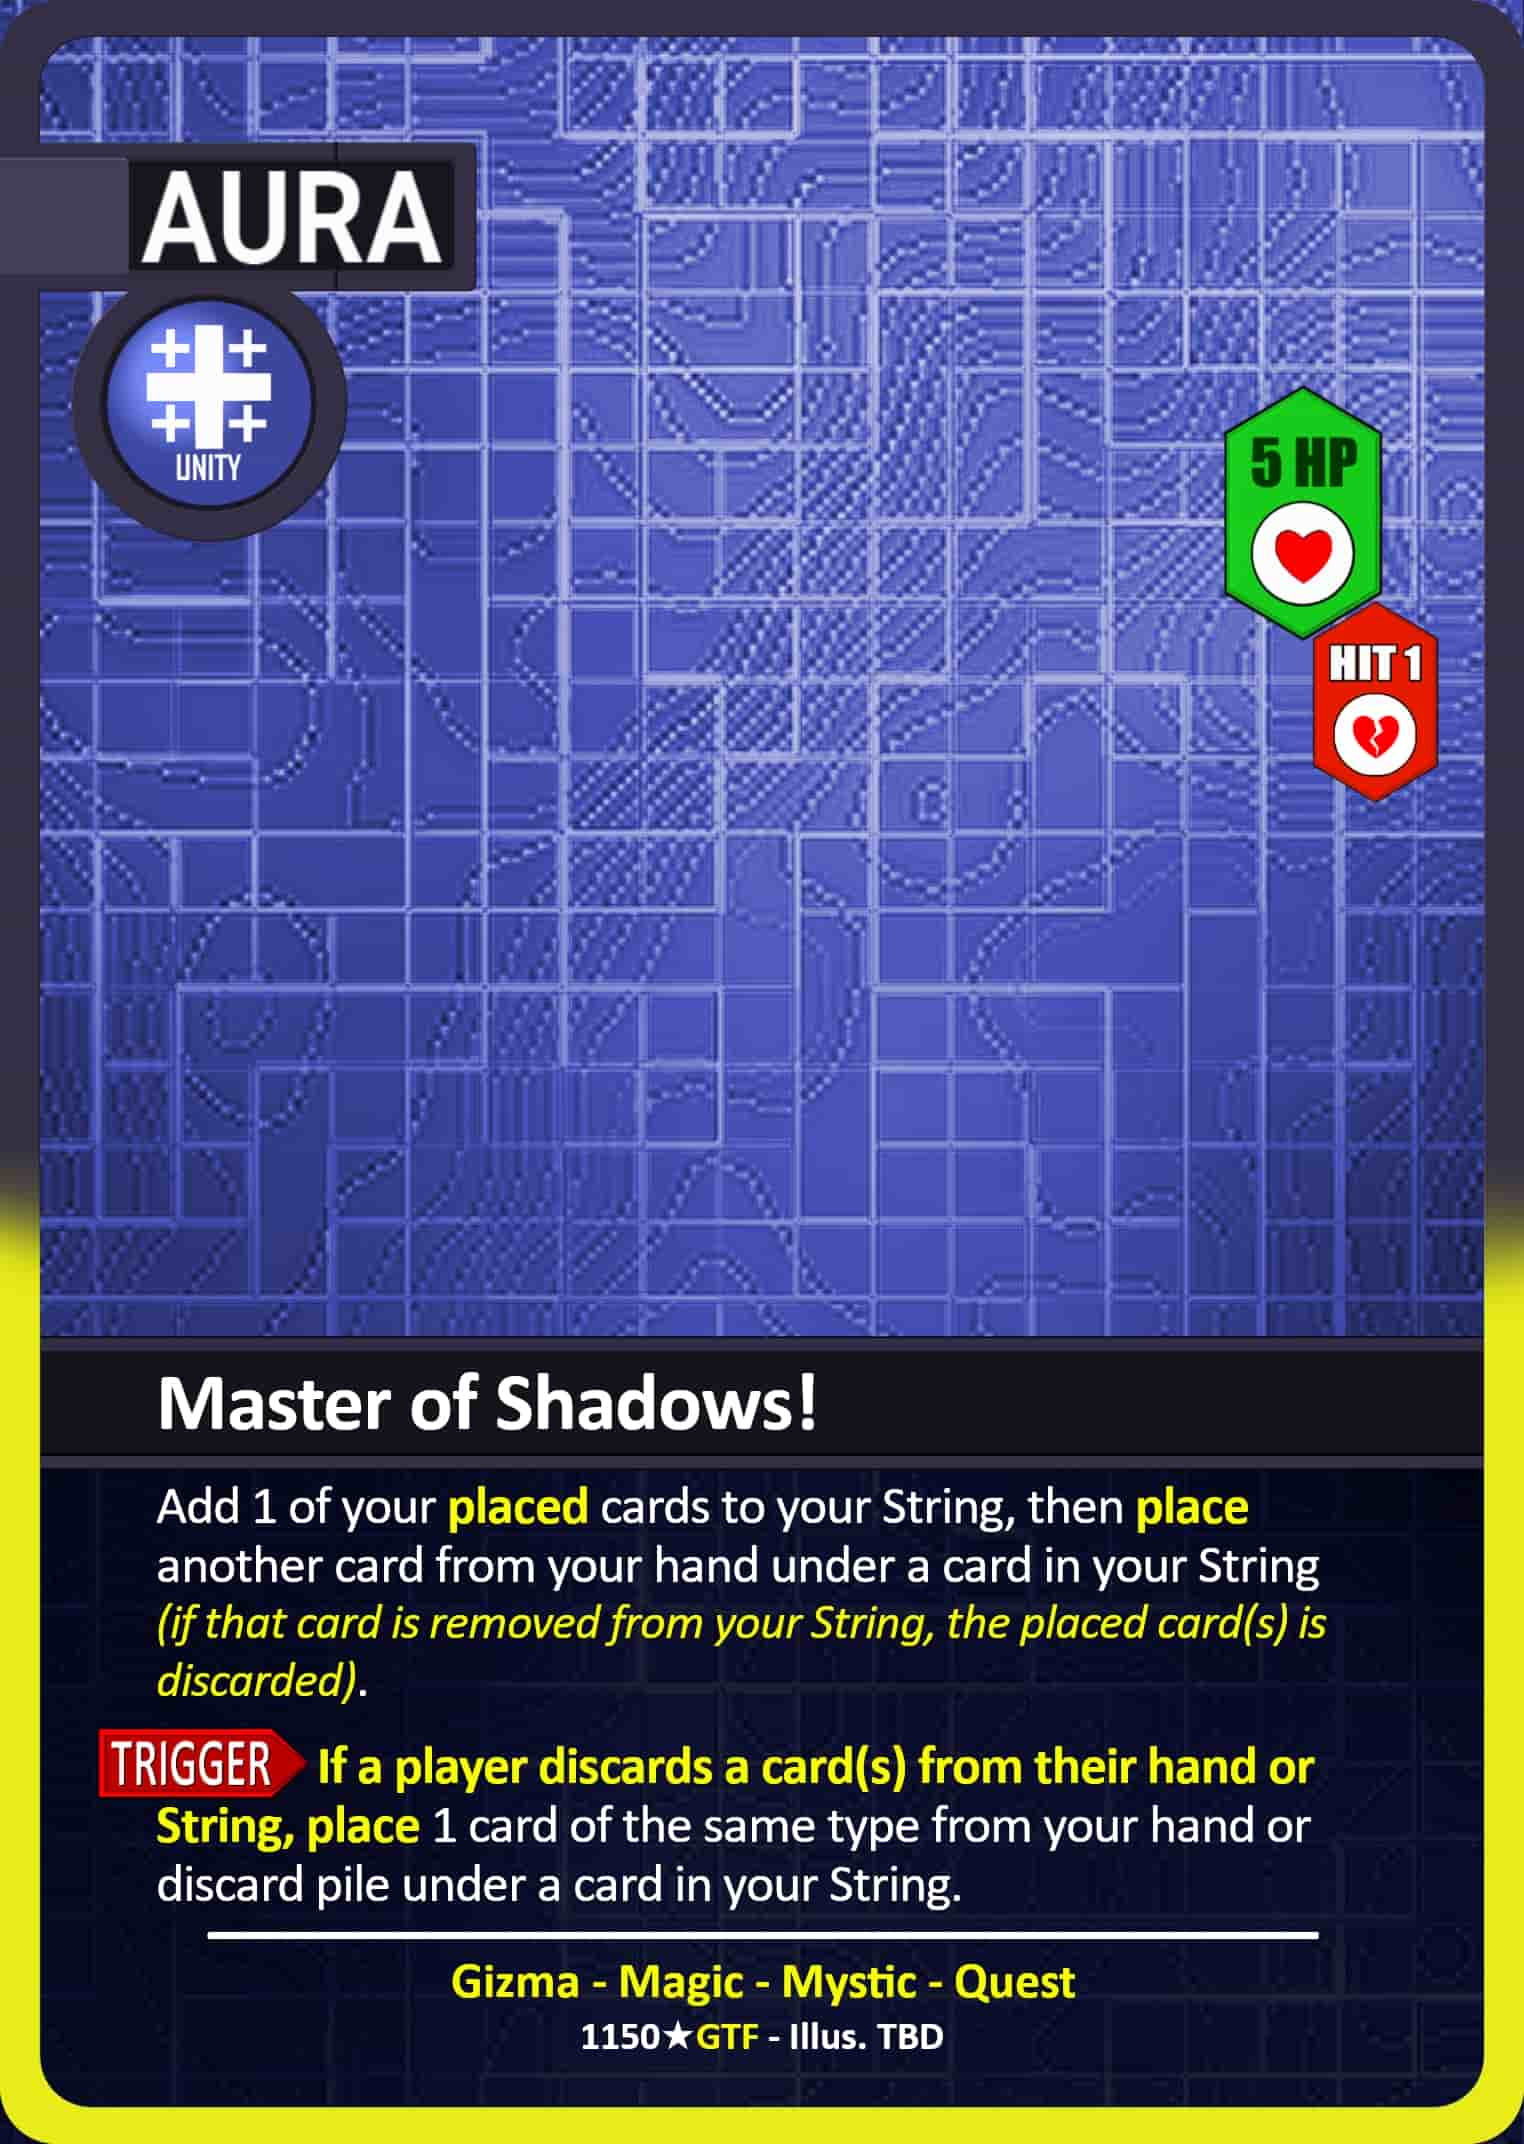 AURA
UNITY
5 HP
HIT 1
Master of Shadows!
Add 1 of your placed cards to your String, then place
another card from your hand under a card in your String
(if that card is removed from your String, the placed card(s) is
discarded).
TRIGGER If a player discards a card(s) from their hand or
String, place 1 card of the same type from your hand or
discard pile under a card in your String.
Gizma - Magic - Mystic - Quest
1150★GTF - Illus. TBD